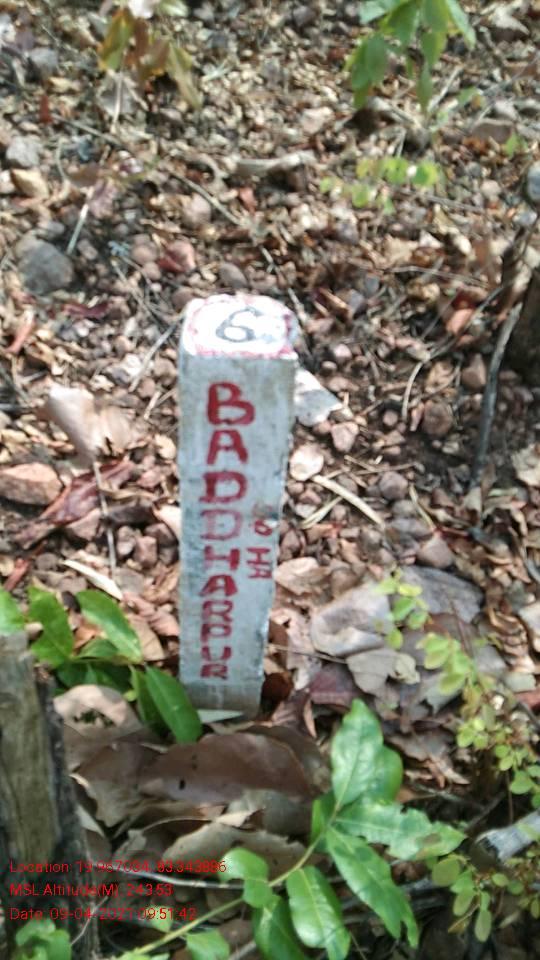 6
BADDHARPUR
Location: 19.967034, 83.343886
MSL Altitude(M): 243.53
Date: 09-04-2021 09:51:42